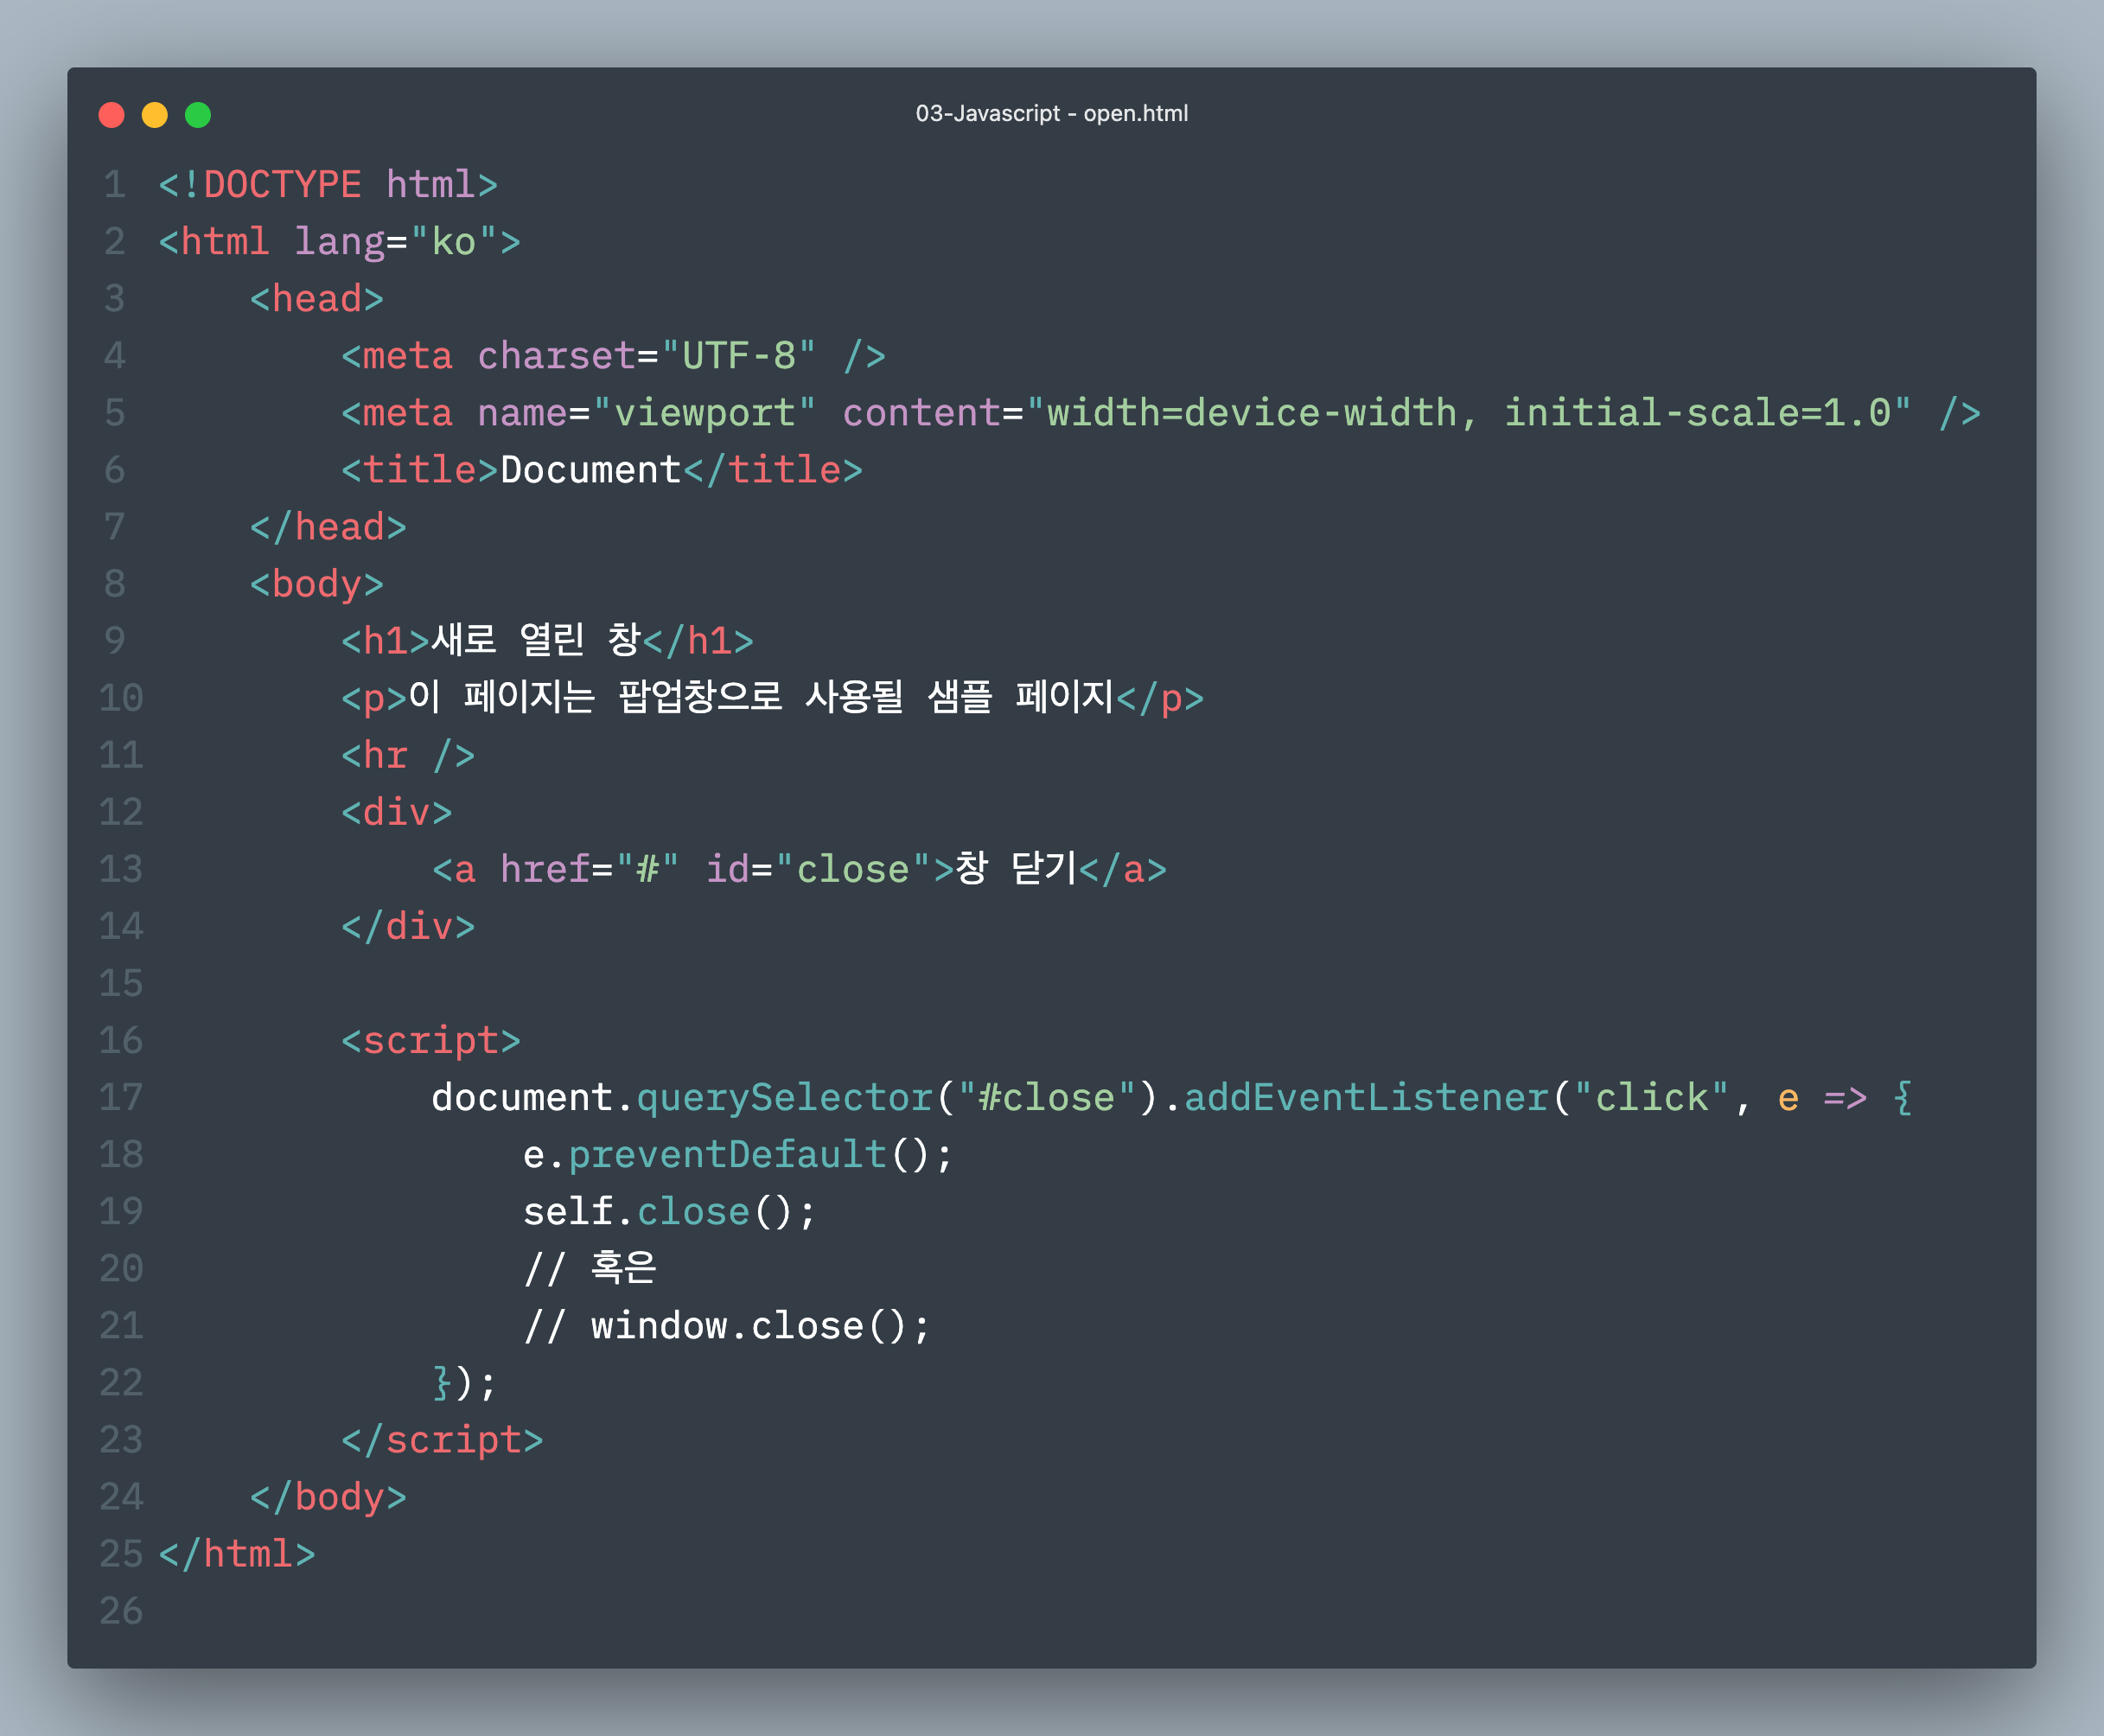 03-Javascript - open.html
1 <!DOCTYPE html>
2 <html lang="ko">
3     <head>
4         <meta charset="UTF-8" />
5         <meta name="viewport" content="width=device-width, initial-scale=1.0" />
6         <title>Document</title>
7     </head>
8     <body>
9         <h1>새로 열린 창</h1>
10         <p>이 페이지는 팝업창으로 사용될 샘플 페이지</p>
11         <hr />
12         <div>
13             <a href="#" id="close">창 닫기</a>
14         </div>
15
16         <script>
17             document.querySelector("#close").addEventListener("click", e => {
18                 e.preventDefault();
19                 self.close();
20                 // 혹은
21                 // window.close();
22             });
23         </script>
24     </body>
25 </html>
26